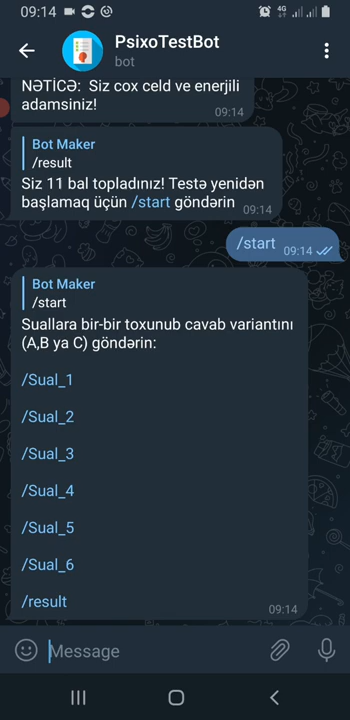 09:14
4G
PsixoTestBot
bot
NƏTİCƏ: Siz cox celd ve enerjili
adamsiniz!
09:14
Bot Maker
/result
Siz 11 bal topladınız! Testə yenidən
başlamaq üçün /start göndərin
09:14
/start
09:14
Bot Maker
/start
Suallara bir-bir toxunub cavab variantını
(A,B ya C) göndərin:
/Sual_1
/Sual_2
/Sual_3
/Sual_4
/Sual_5
/Sual_6
/result
09:14
Message